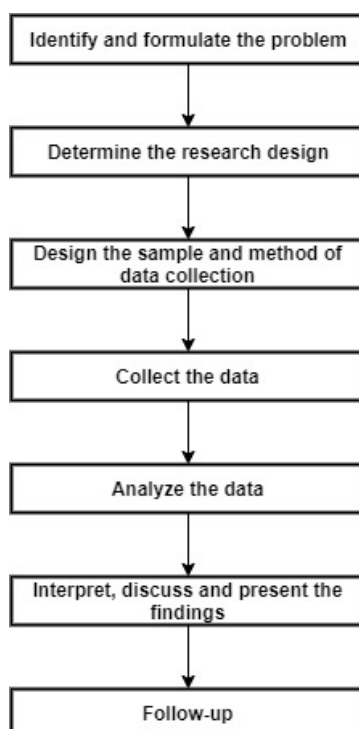 Identify and formulate the problem
Determine the research design
Design the sample and method of
data collection
Collect the data
Analyze the data
Interpret, discuss and present the
findings
Follow-up